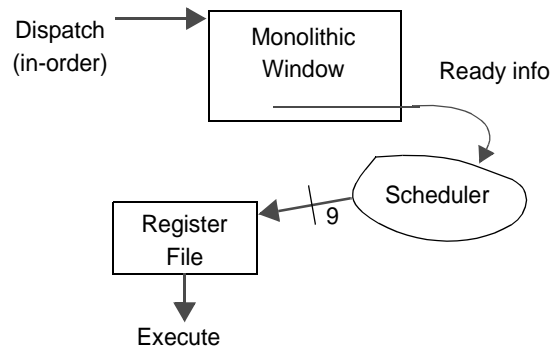 Dispatch
(in-order)
Monolithic
Window
Ready info
Scheduler
9
Register
File
Execute